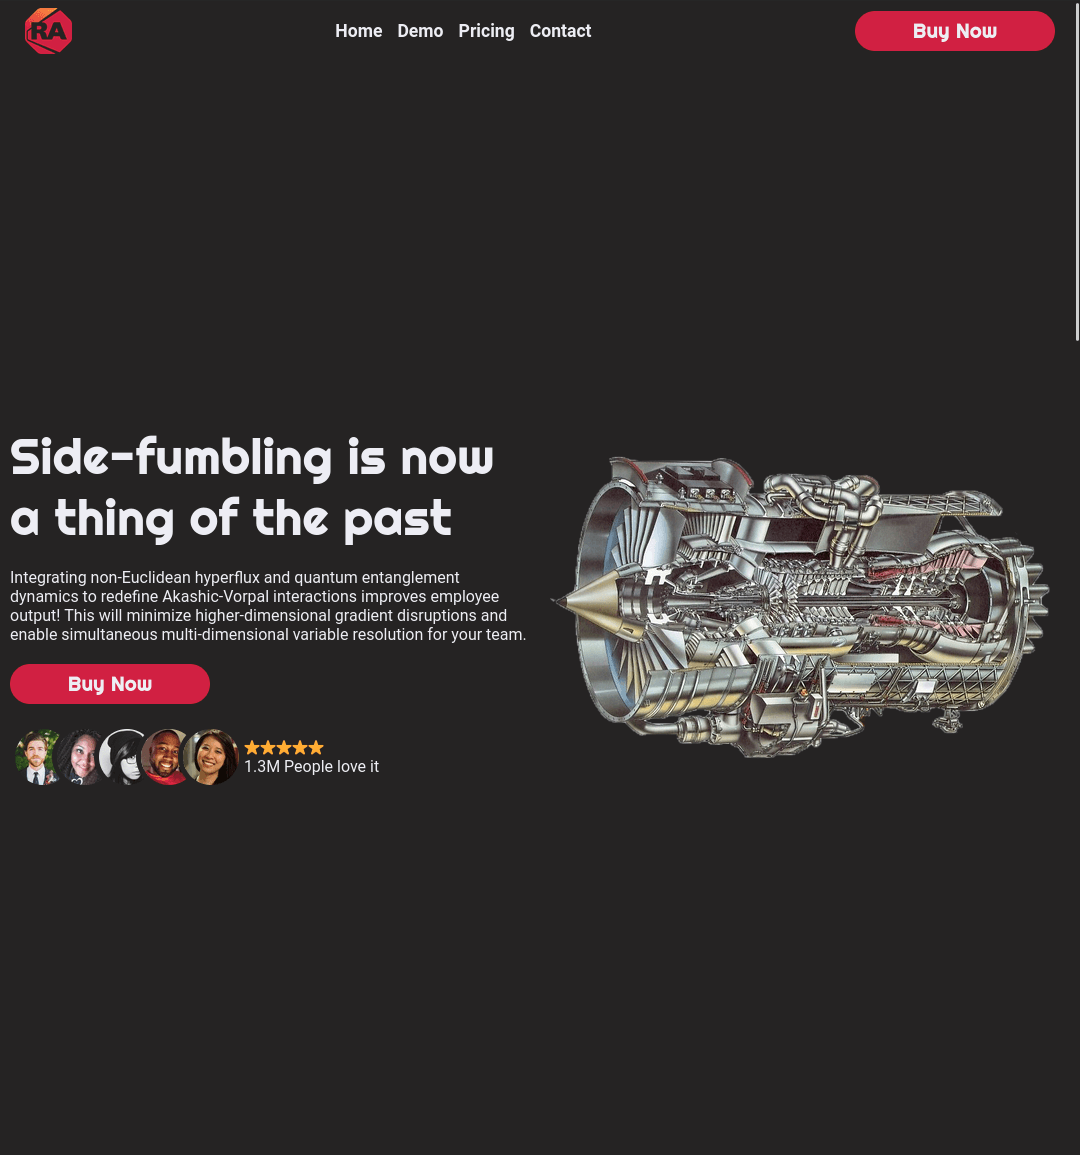 RA
Home Demo Pricing Contact
Buy Now
Side-fumbling is now
a thing of the past
Integrating non-Euclidean hyperflux and quantum entanglement
dynamics to redefine Akashic-Vorpal interactions improves employee
output! This will minimize higher-dimensional gradient disruptions and
enable simultaneous multi-dimensional variable resolution for your team.
Buy Now
1.3M People love it